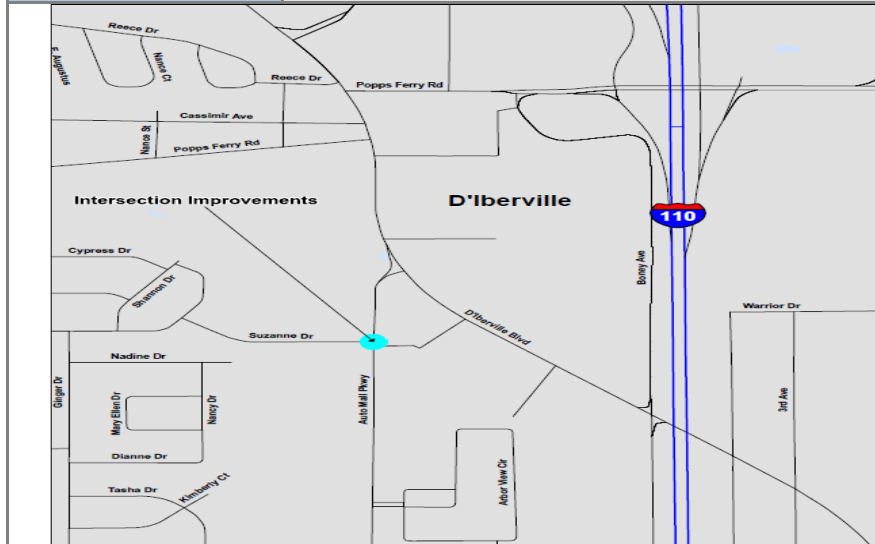 Reece Dr
Nance Ct
Reece Dr
Popps Ferry Rd
Cassimir Ave
Nance St
Popps Ferry Rd
Intersection Improvements
D'Iberville
110
Cypress Dr
Shannon Dr
Boney Ave
Warrior Dr
Suzanne Dr
D'Iberville Blvd
Nadine Dr
Ginger Dr
Mary Ellen Dr
Nancy Dr
Auto Mall Pkwy
3rd Ave
Dianne Dr
Arbor View Cir
Tasha Dr
Kimberly Ct